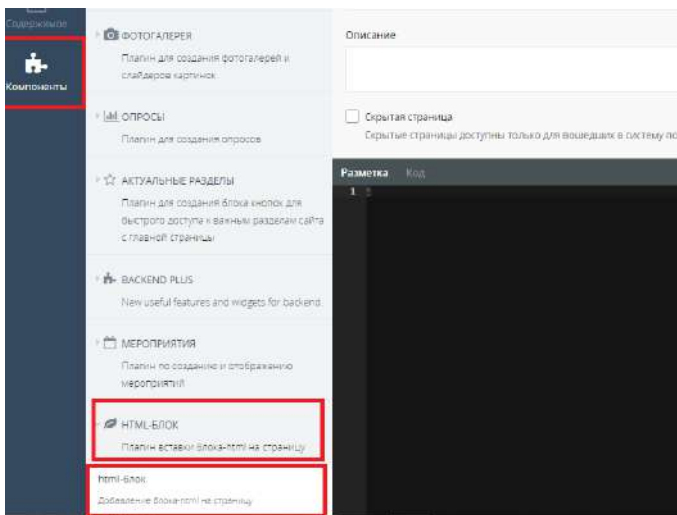 Содержимое
Компоненты
ФОТОГАЛЕРЕЯ
Плагин для создания фотогалерей и
слайдеров картинок
ОПРОСЫ
Плагин для создания опросов
АКТУАЛЬНЫЕ РАЗДЕЛЫ
Плагин для создания блока кнопок для
быстрого доступа к важным разделам сайта
с главной страницы
BACKEND PLUS
New useful features and widgets for backend.
МЕРОПРИЯТИЯ
Плагин по созданию и отображению
мероприятий
HTML-БЛОК
Плагин вставки блока-html на страницу
html-блок
Добавление блока-html на страницу
Описание
Скрытая страница
Скрытые страницы доступны только для вошедших в систему
Разметка Код
1